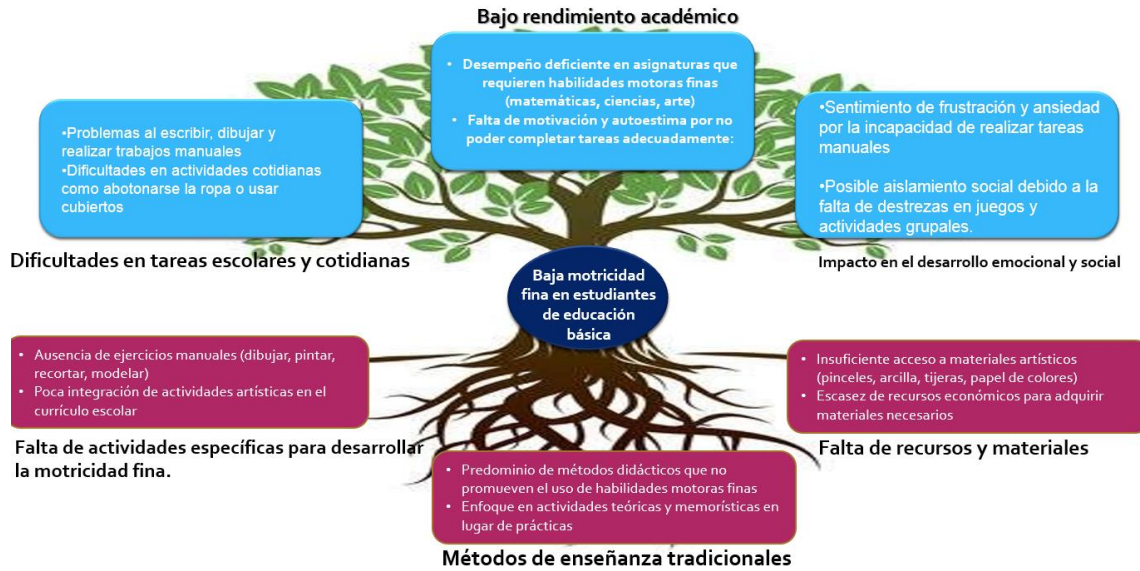 Bajo rendimiento académico
• Desempeño deficiente en asignaturas que
requieren habilidades motoras finas
(matemáticas, ciencias, arte)
• Falta de motivación y autoestima por no
poder completar tareas adecuadamente:
•Problemas al escribir, dibujar y
realizar trabajos manuales
•Dificultades en actividades cotidianas
como abotonarse la ropa o usar
cubiertos
Dificultades en tareas escolares y cotidianas
•Sentimiento de frustración y ansiedad
por la incapacidad de realizar tareas
manuales
•Posible aislamiento social debido a la
falta de destrezas en juegos y
actividades grupales.
Impacto en el desarrollo emocional y social
Baja motricidad
fina en estudiantes
de educación
básica
• Ausencia de ejercicios manuales (dibujar, pintar,
recortar, modelar)
• Poca integración de actividades artísticas en el
currículo escolar
Falta de actividades específicas para desarrollar
la motricidad fina.
• Predominio de métodos didácticos que no
promueven el uso de habilidades motoras finas
• Enfoque en actividades teóricas y memorísticas en
lugar de prácticas
Métodos de enseñanza tradicionales
• Insuficiente acceso a materiales artísticos
(pinceles, arcilla, tijeras, papel de colores)
• Escasez de recursos económicos para adquirir
materiales necesarios
Falta de recursos y materiales